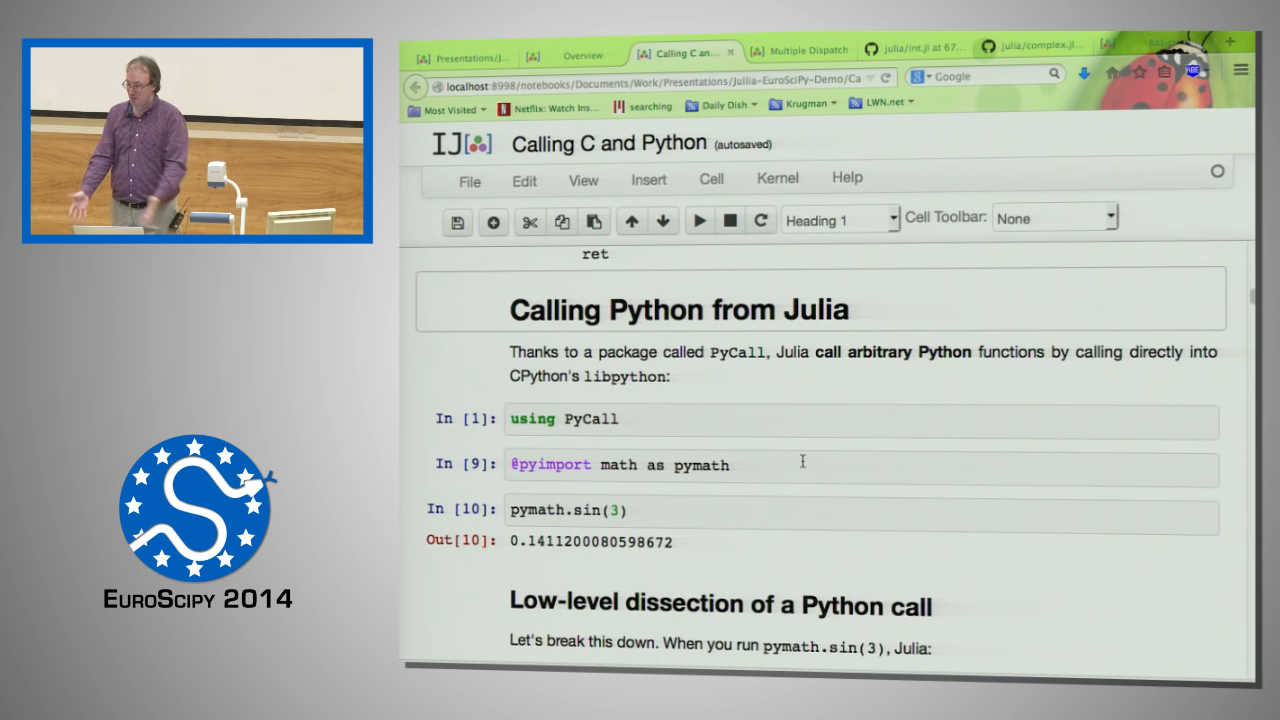 Presentations/J...
Overview
Calling C an...
Multiple Dispatch
julia/int.jl at 67...
julia/complex.jl...
localhost:8998/notebooks/Documents/Work/Presentations/Jullia-EuroSciPy-Demo/Ca
Google
ABE
Most Visited
Netflix: Watch Ins...
searching
Daily Dish
Krugman
LWN.net
IJ
Calling C and Python (autosaved)
File Edit View Insert Cell Kernel Help
Heading 1
Cell Toolbar: None
ret
Calling Python from Julia
Thanks to a package called PyCall, Julia call arbitrary Python functions by calling directly into
CPython's libpython:
In [1]: using PyCall
In [9]: @pyimport math as pymath
In [10]: pymath.sin(3)
Out[10]: 0.1411200080598672
Low-level dissection of a Python call
Let's break this down. When you run pymath.sin(3), Julia:
EUROSCIPY 2014